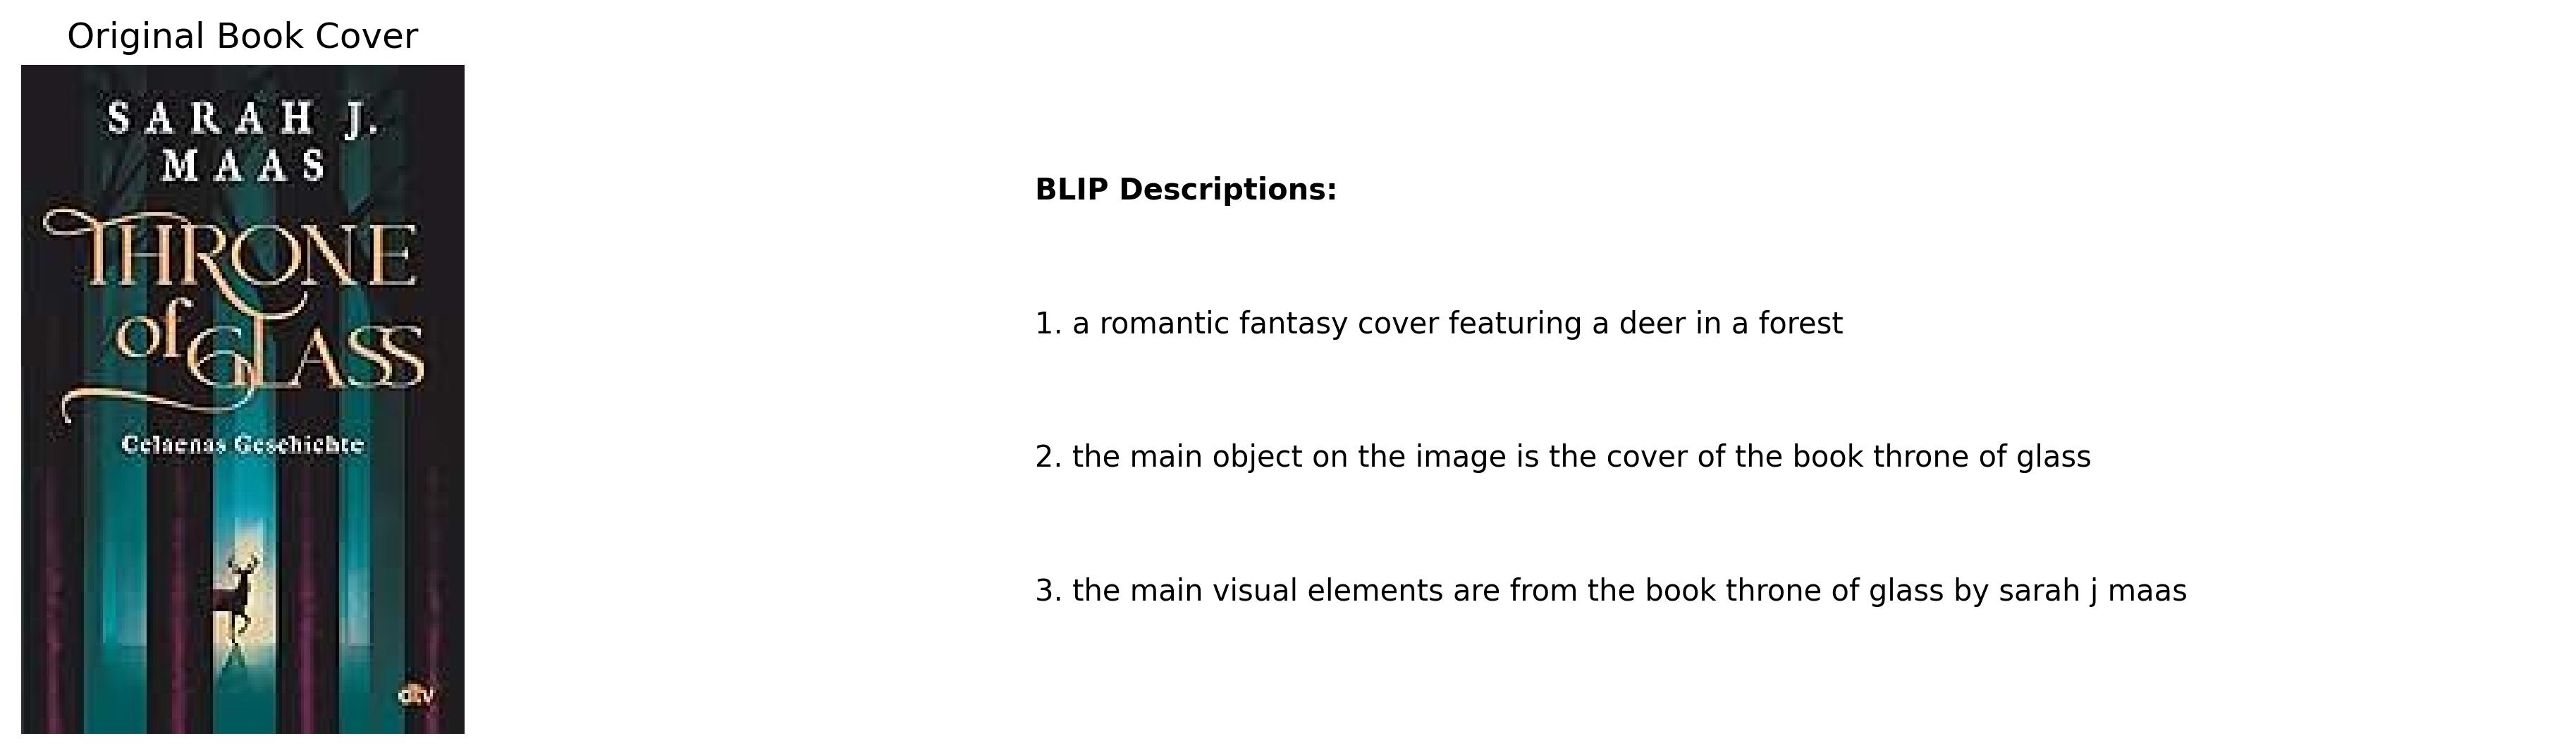 Original Book Cover
SARAH J.
MAAS
THRONE
of GLASS
Celaenas Geschichte
dtv
BLIP Descriptions:
1. a romantic fantasy cover featuring a deer in a forest
2. the main object on the image is the cover of the book throne of glass
3. the main visual elements are from the book throne of glass by sarah j maas